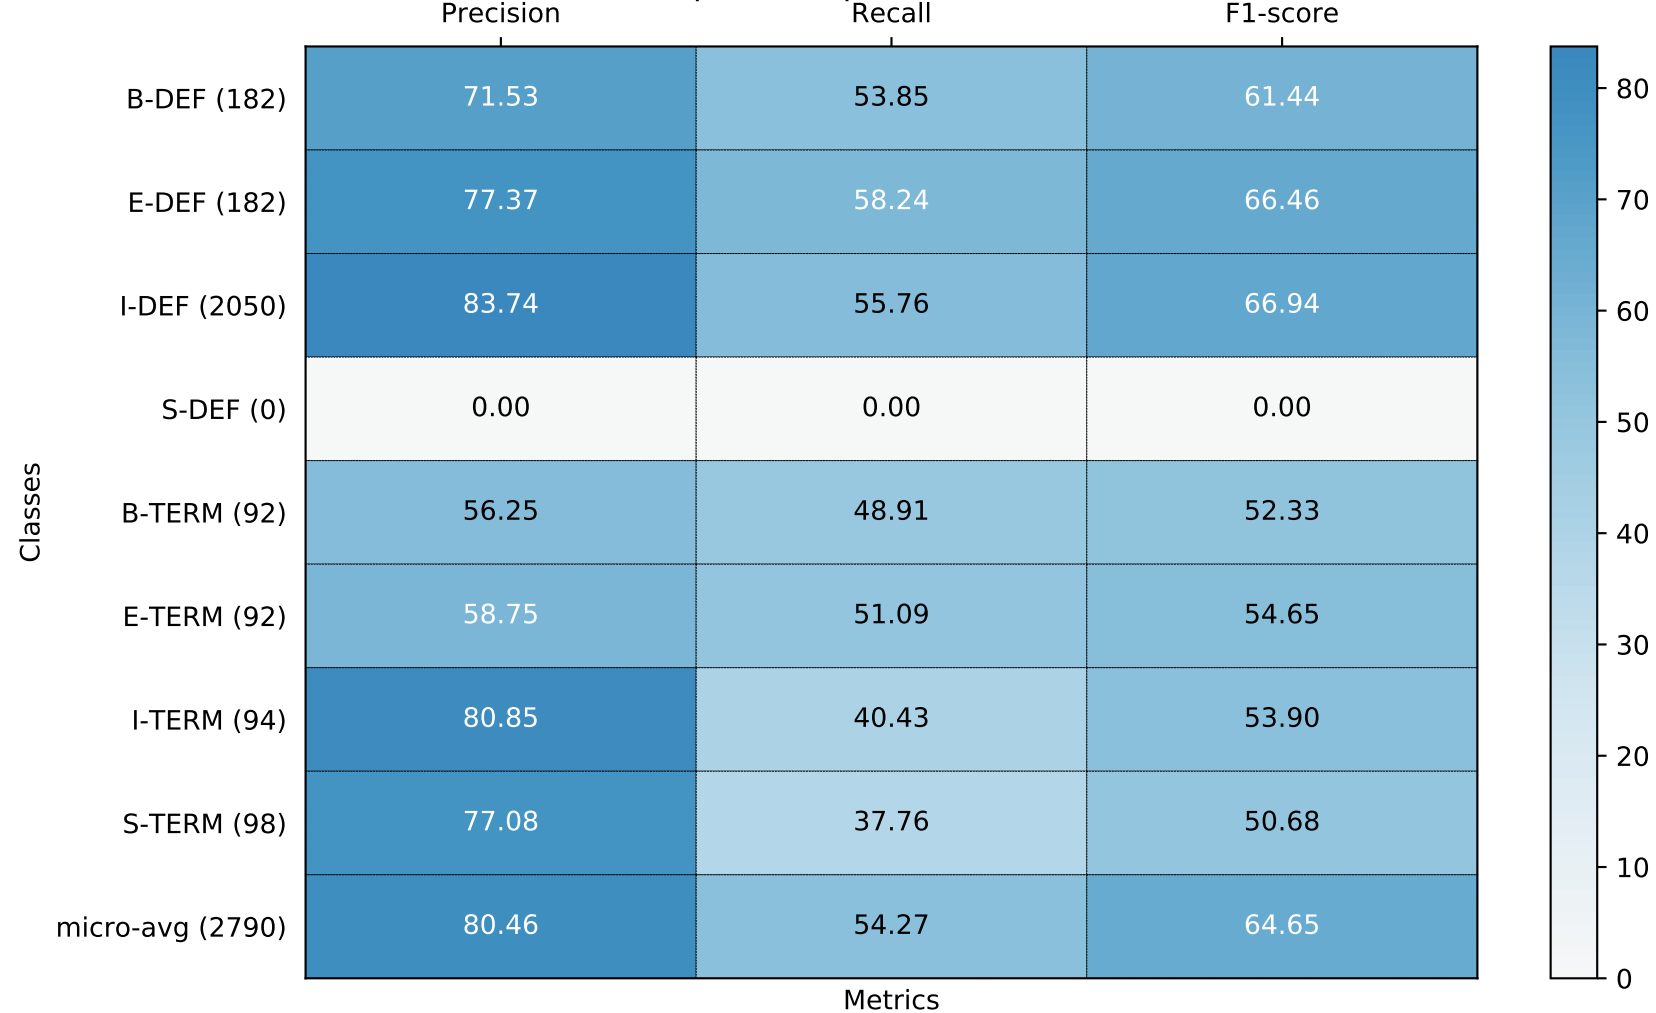 Precision Recall F1-score
B-DEF (182) 71.53 53.85 61.44 80
E-DEF (182) 77.37 58.24 66.46 70
I-DEF (2050) 83.74 55.76 66.94 60
S-DEF (0) 0.00 0.00 0.00 50
B-TERM (92) 56.25 48.91 52.33 40
E-TERM (92) 58.75 51.09 54.65 30
I-TERM (94) 80.85 40.43 53.90 20
S-TERM (98) 77.08 37.76 50.68 10
micro-avg (2790) 80.46 54.27 64.65 0
Classes
Metrics